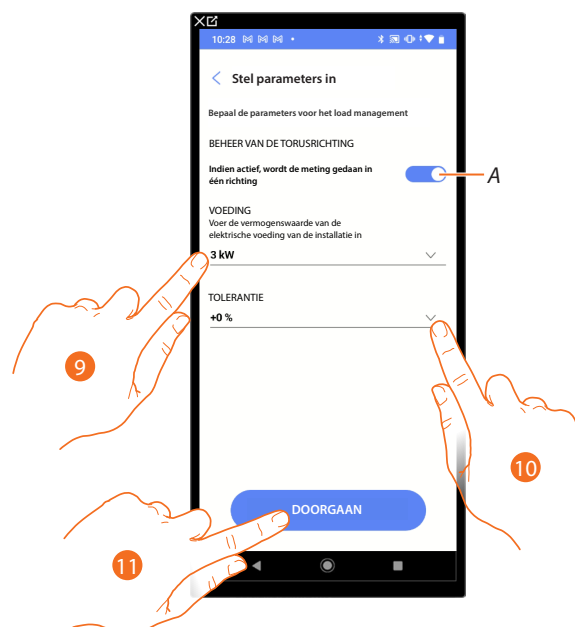 10:28
Stel parameters in
Bepaal de parameters voor het load management
BEHEER VAN DE TORUSRICHTING
Indien actief, wordt de meting gedaan in
één richting
A
VOEDING
Voer de vermogenswaarde van de
elektrische voeding van de installatie in
3 kW
TOLERANTIE
+0 %
9
10
DOORGAAN
11